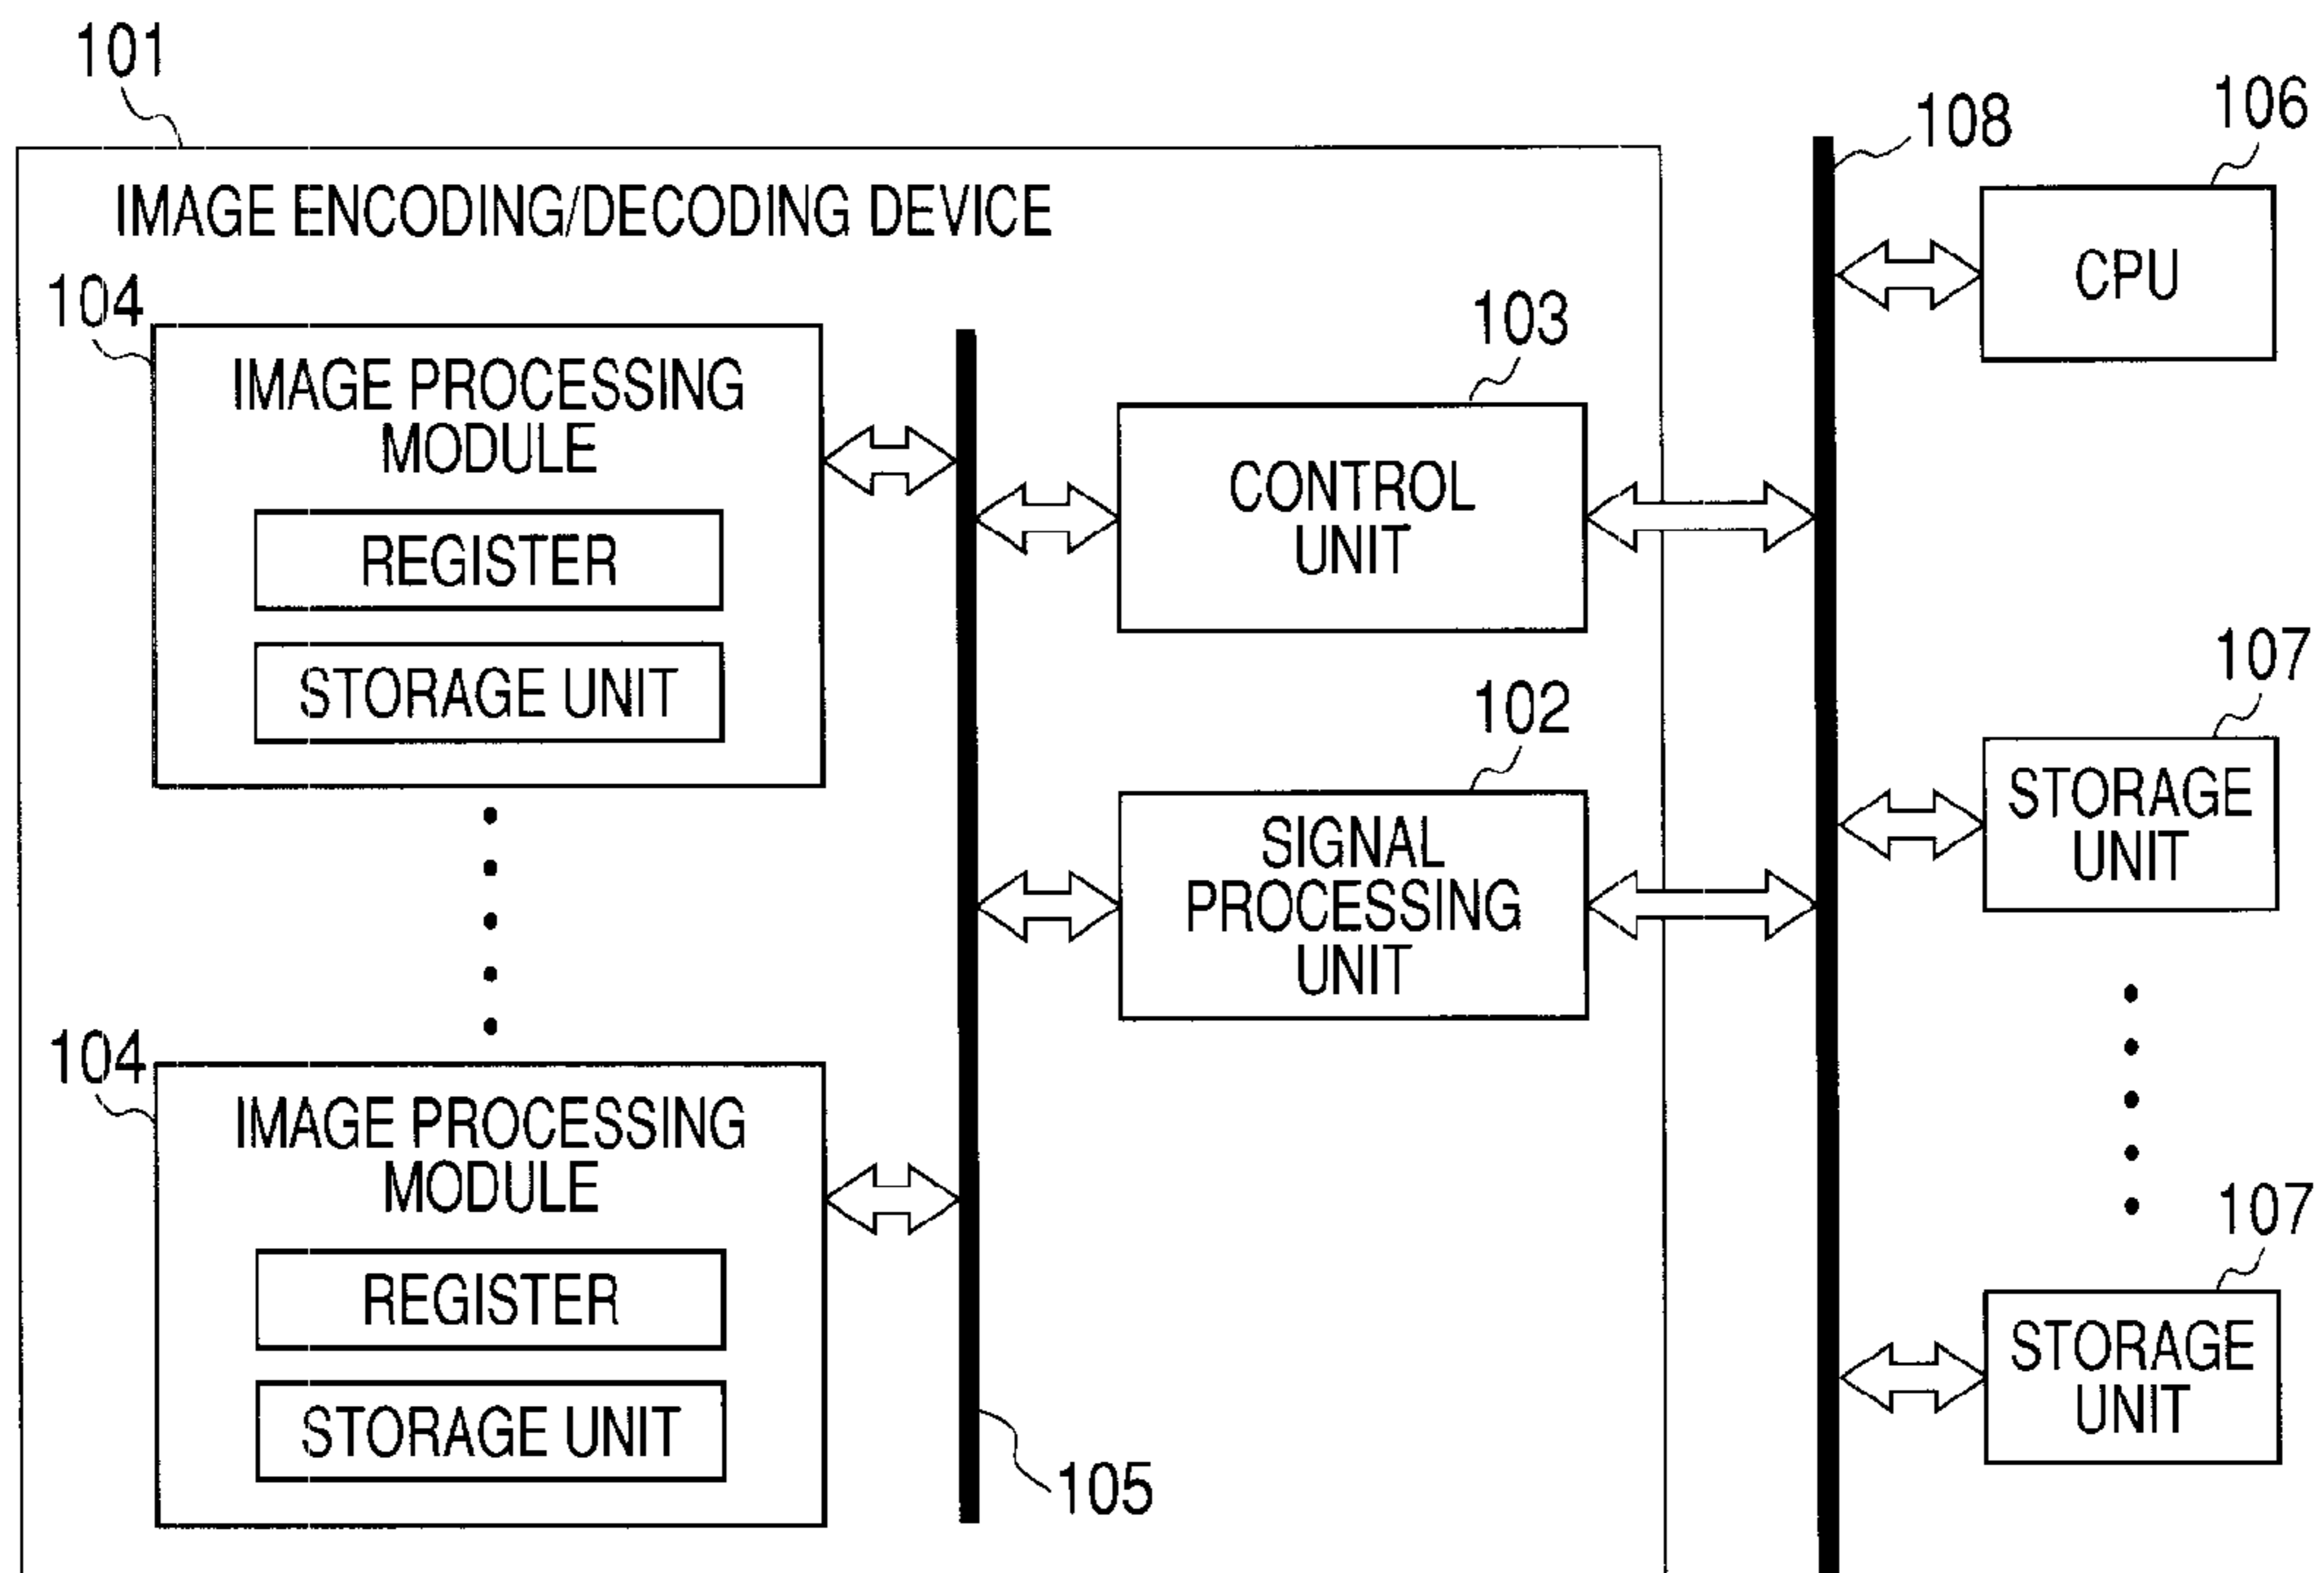 101
108
106
IMAGE ENCODING/DECODING DEVICE
CPU
104
IMAGE PROCESSING
MODULE
REGISTER
STORAGE UNIT
103
CONTROL
UNIT
102
SIGNAL
PROCESSING
UNIT
107
STORAGE
UNIT
104
IMAGE PROCESSING
MODULE
REGISTER
STORAGE UNIT
105
107
STORAGE
UNIT